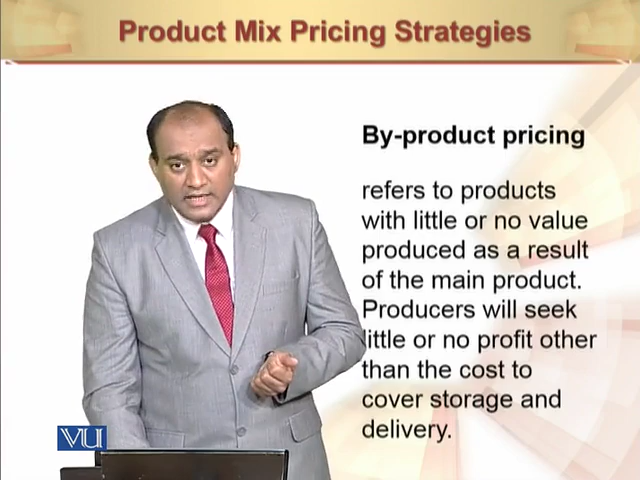 Product Mix Pricing Strategies
By-product pricing
refers to products
with little or no value
produced as a result
of the main product.
Producers will seek
little or no profit other
than the cost to
cover storage and
delivery.
VU